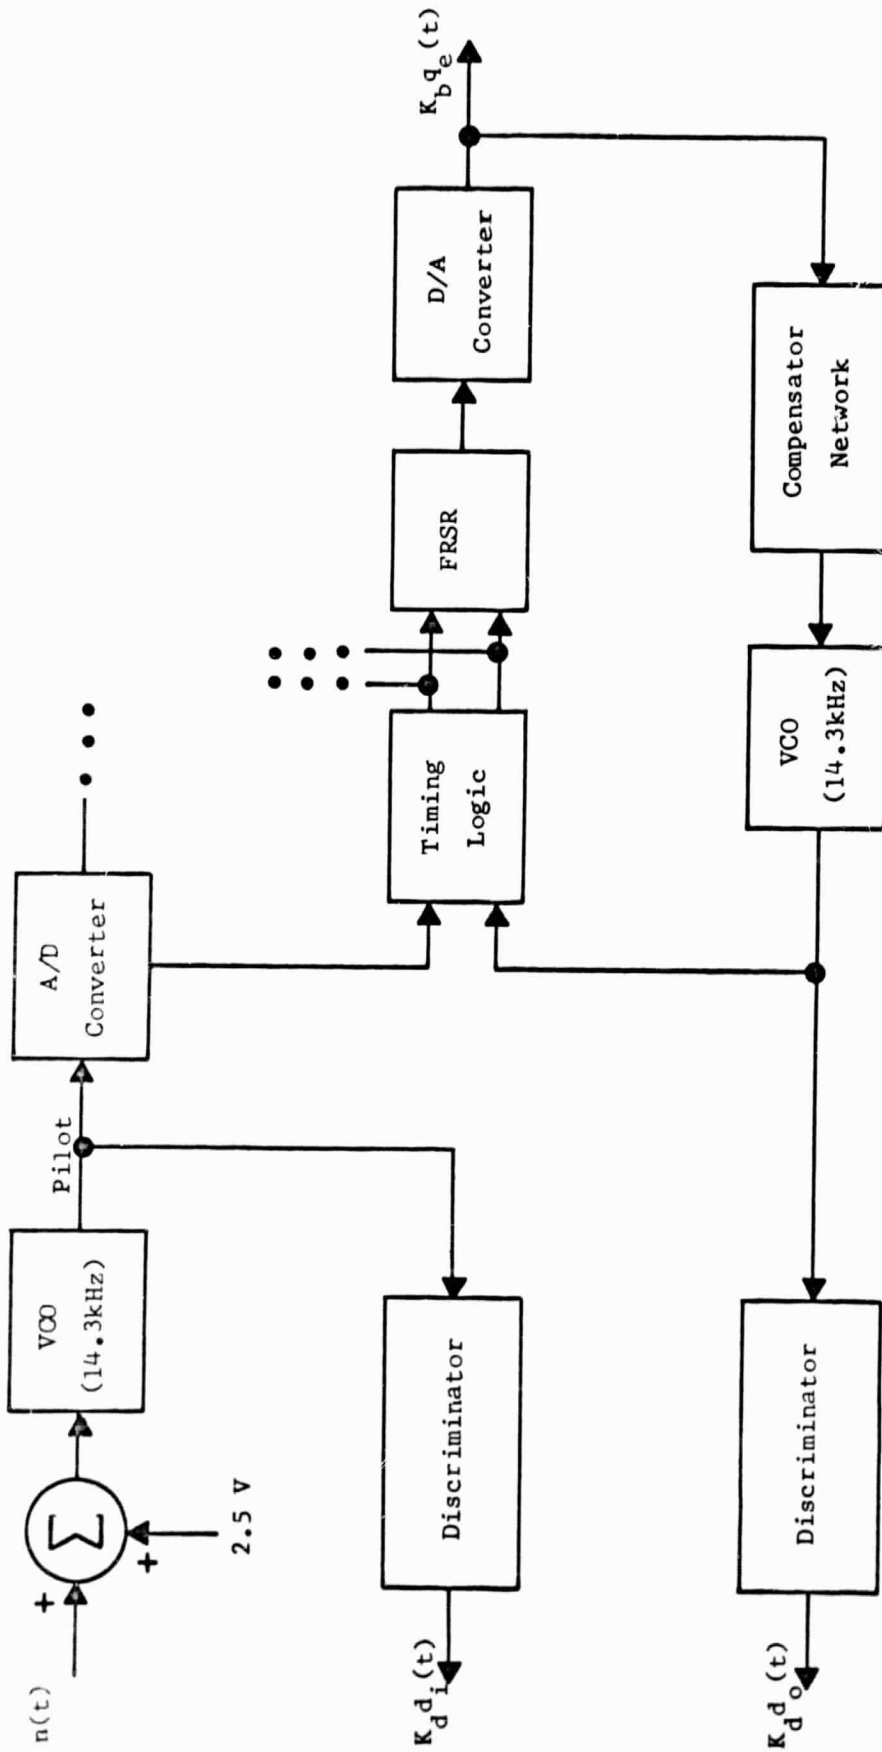 n(t)
+
Σ
+
2.5 V
VCO
(14.3kHz)
Pilot
A/D
Converter
K_d d_i(t)
Discriminator
Timing
Logic
FRSR
D/A
Converter
K_b q_e(t)
K_d d_o(t)
Discriminator
VCO
(14.3kHz)
Compensator
Network